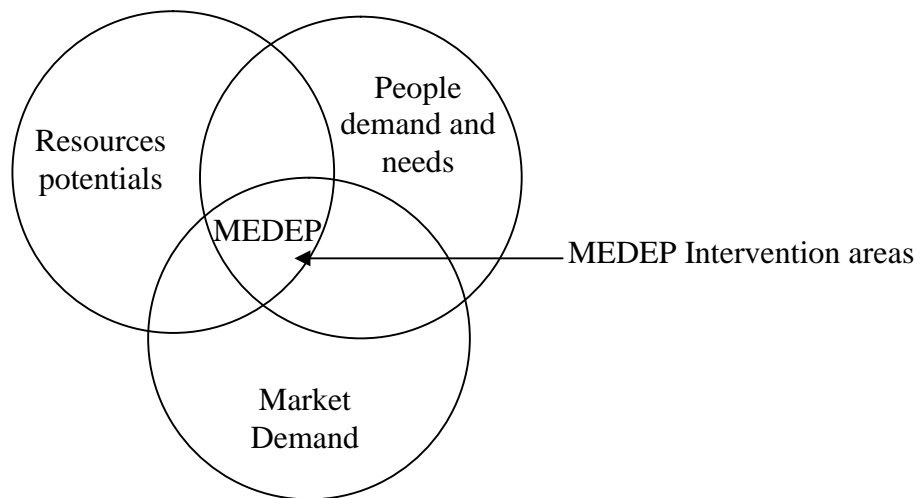 People
demand and
needs
Resources
potentials
MEDEP
MEDEP Intervention areas
Market
Demand